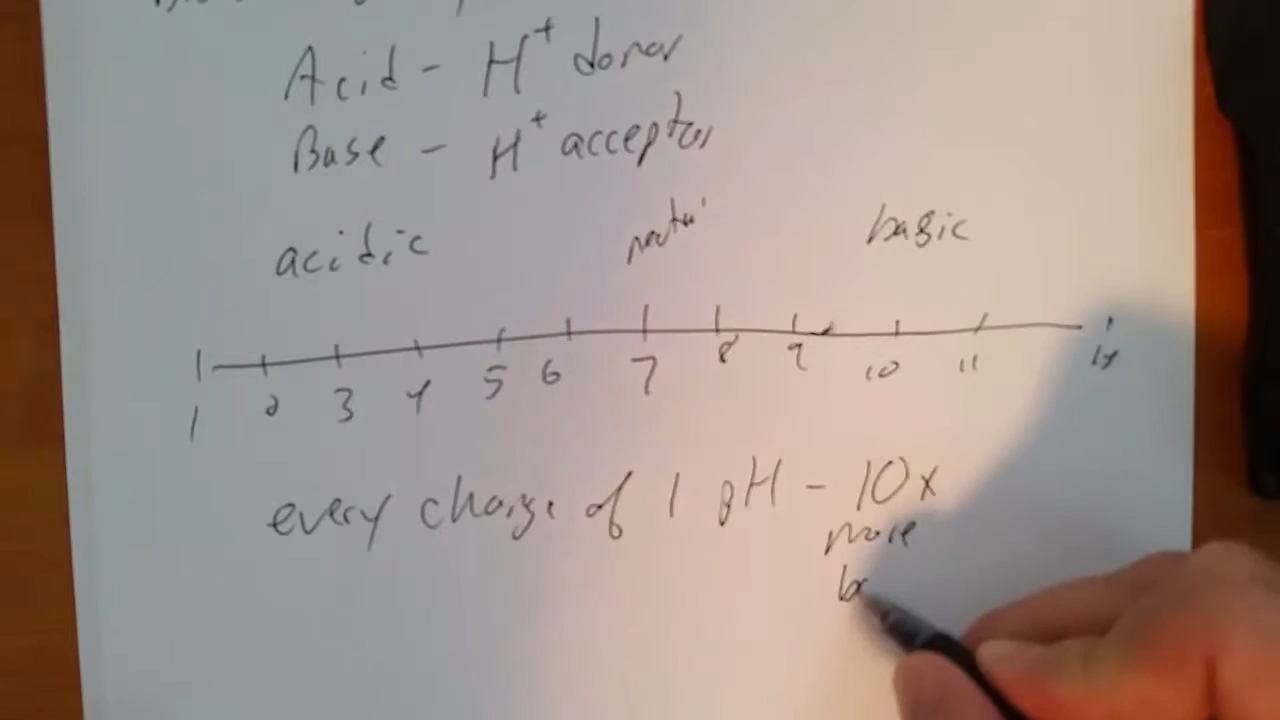 Acid - H+ donor
Base - H+ acceptor
acidic neutral basic
1 2 3 4 5 6 7 8 9 10 11 14
every change of 1 pH - 10x
more